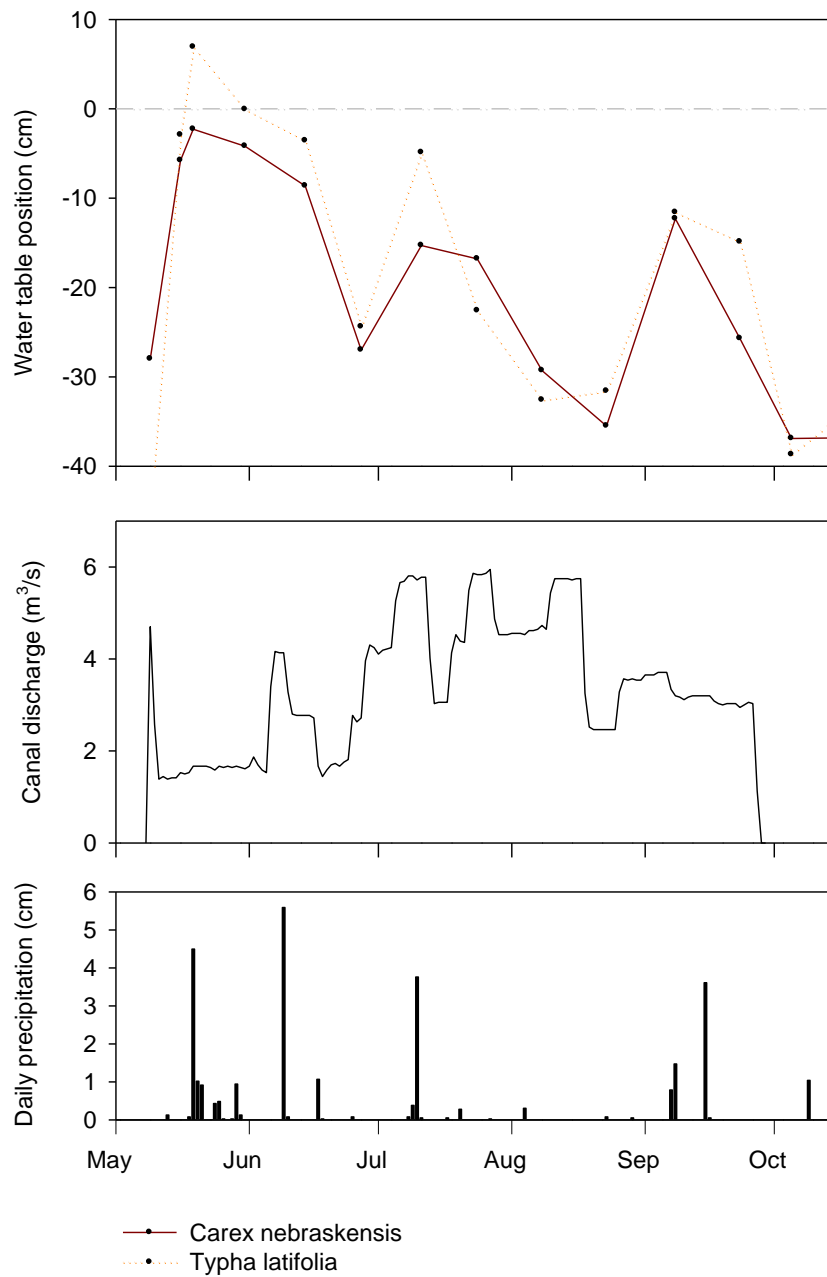 10
0
-10
-20
-30
-40
Water table position (cm)
6
4
2
0
Canal discharge (m³/s)
6
5
4
3
2
1
0
Daily precipitation (cm)
May Jun Jul Aug Sep Oct
Carex nebraskensis
Typha latifolia